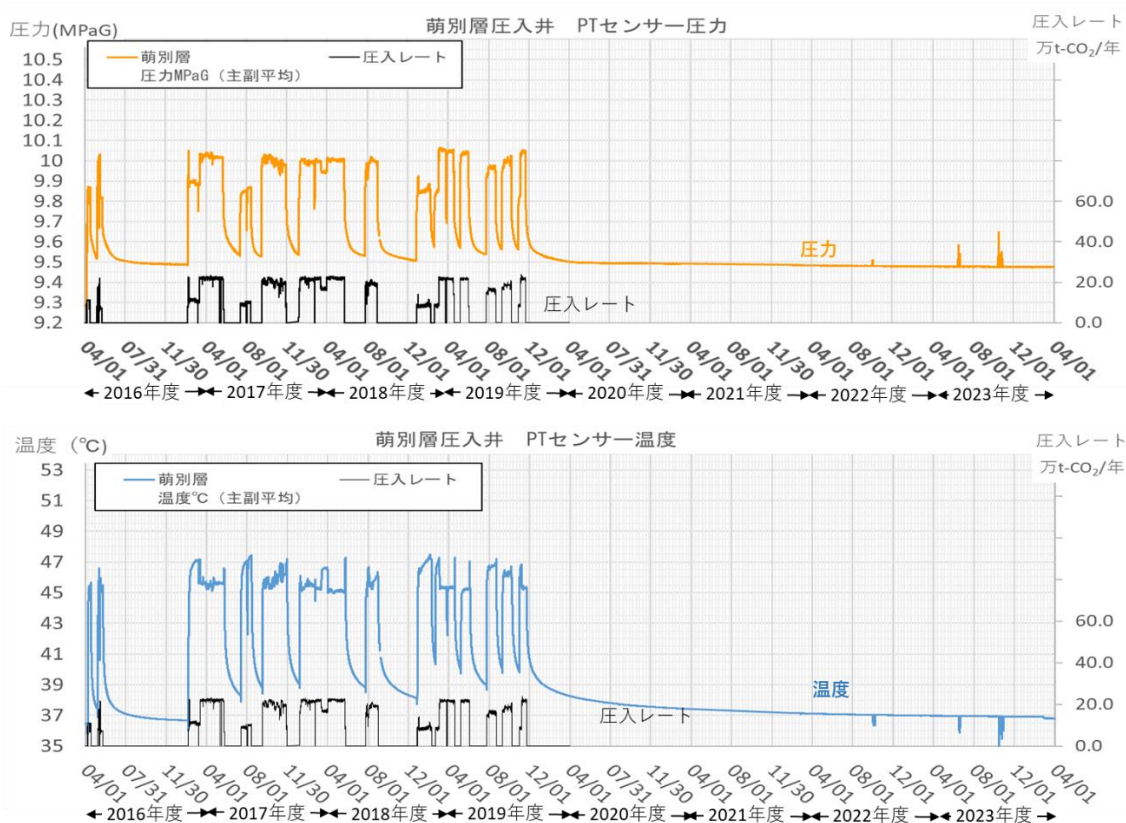 萌別層圧入井 PTセンサー圧力
圧力(MPaG)
圧入レート
万t-CO₂/年
萌別層
圧力MPaG（主副平均）
圧入レート
10.5
10.4
10.3
10.2
10.1
10
9.9
9.8
9.7
9.6
9.5
9.4
9.3
9.2
60.0
40.0
20.0
0.0
圧力
圧入レート
04/01 07/31 11/30 04/01 08/01 11/30 04/01 08/01 12/01 04/01 08/01 12/01 04/01 07/31 11/30 04/01 08/01 11/30 04/01 08/01 12/01 04/01 08/01 12/01 04/01
2016年度 2017年度 2018年度 2019年度 2020年度 2021年度 2022年度 2023年度
萌別層圧入井 PTセンサー温度
温度（℃）
圧入レート
万t-CO₂/年
萌別層
温度℃（主副平均）
圧入レート
53
51
49
47
45
43
41
39
37
35
60.0
40.0
20.0
0.0
温度
圧入レート
04/01 07/31 11/30 04/01 08/01 11/30 04/01 08/01 12/01 04/01 08/01 12/01 04/01 07/31 11/30 04/01 08/01 11/30 04/01 08/01 12/01 04/01 08/01 12/01 04/01
2016年度 2017年度 2018年度 2019年度 2020年度 2021年度 2022年度 2023年度